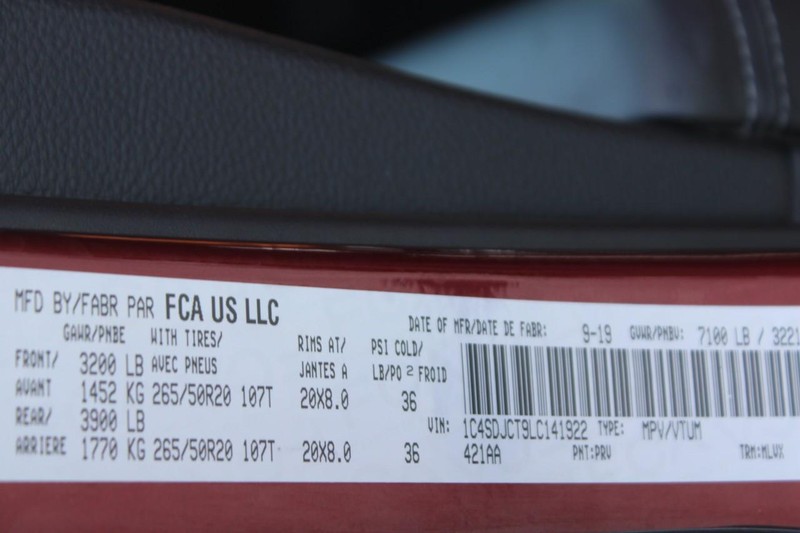 MFD BY/FABR PAR FCA US LLC
DATE OF MFR/DATE DE FABR: 9-19 GVWR/PNBV: 7100 LB / 3221
GAWR/PNBE WITH TIRES/ RIMS AT/ PSI COLD/
FRONT/ 3200 LB AVEC PNEUS JANTES A LB/PO² FROID
AVANT 1452 KG 265/50R20 107T 20X8.0 36
REAR/ 3900 LB
VIN: 1C4SDJCT9LC141922 TYPE: MPV/VTUM
ARRIERE 1770 KG 265/50R20 107T 20X8.0 36
421AA PNT:PRV TRM:MLVX